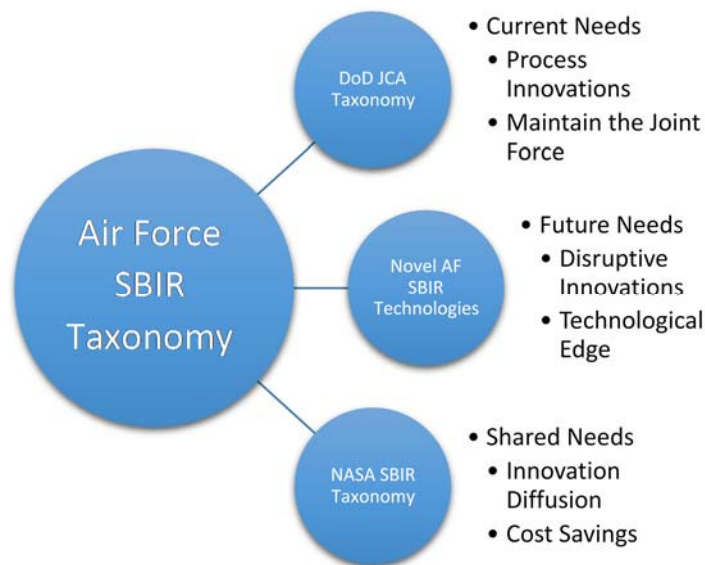 Air Force
SBIR
Taxonomy
DoD JCA
Taxonomy
• Current Needs
• Process
Innovations
• Maintain the Joint
Force
Novel AF
SBIR
Technologies
• Future Needs
• Disruptive
Innovations
• Technological
Edge
NASA SBIR
Taxonomy
• Shared Needs
• Innovation
Diffusion
• Cost Savings